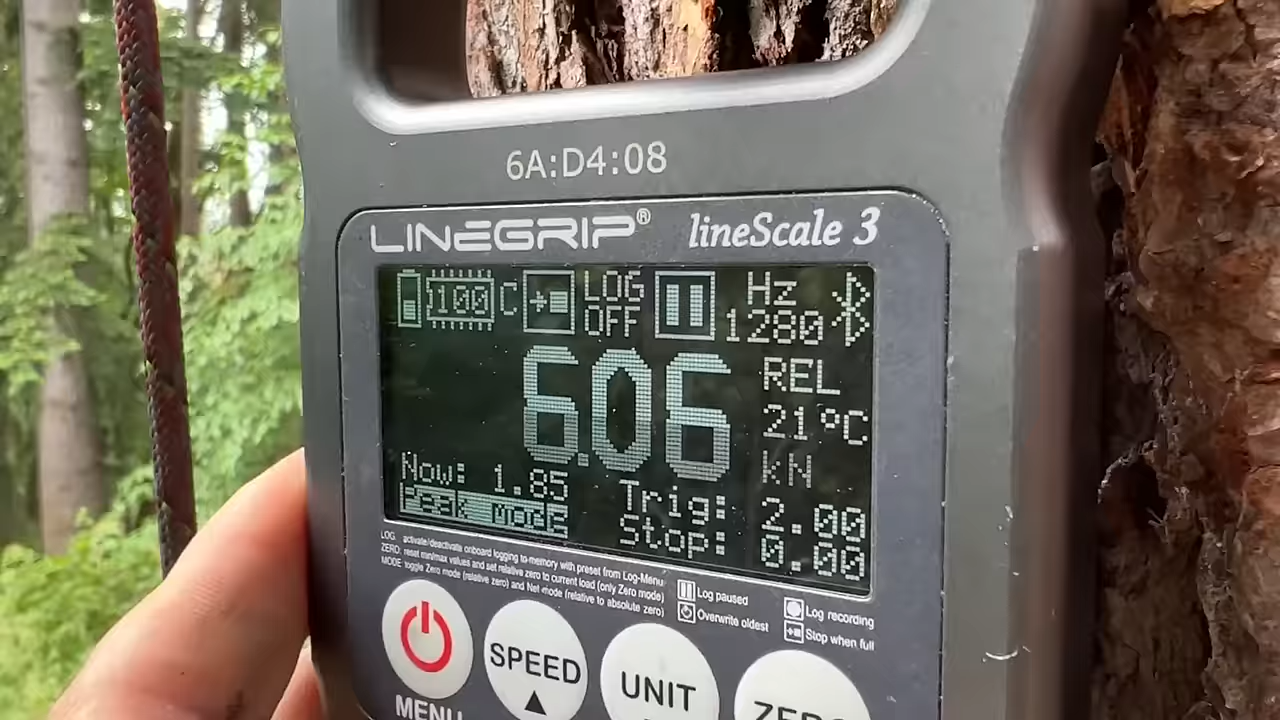 6A:D4:08
LINEGRIP® lineScale 3
100 C LOG OFF Hz 1280
6.06 REL
21°C
kN
Now: 1.85
Peak mode
Trig: 2.00
Stop: 0.00
LOG: activate/deactivate onboard logging to memory with preset from Log-Menu
ZERO: reset min/max values and set relative zero to current load (only Zero mode)
MODE: toggle Zero mode (relative zero) and Net mode (relative to absolute zero)
Log paused
Log recording
Overwrite oldest
Stop when full
SPEED
UNIT
ZERO
MENU